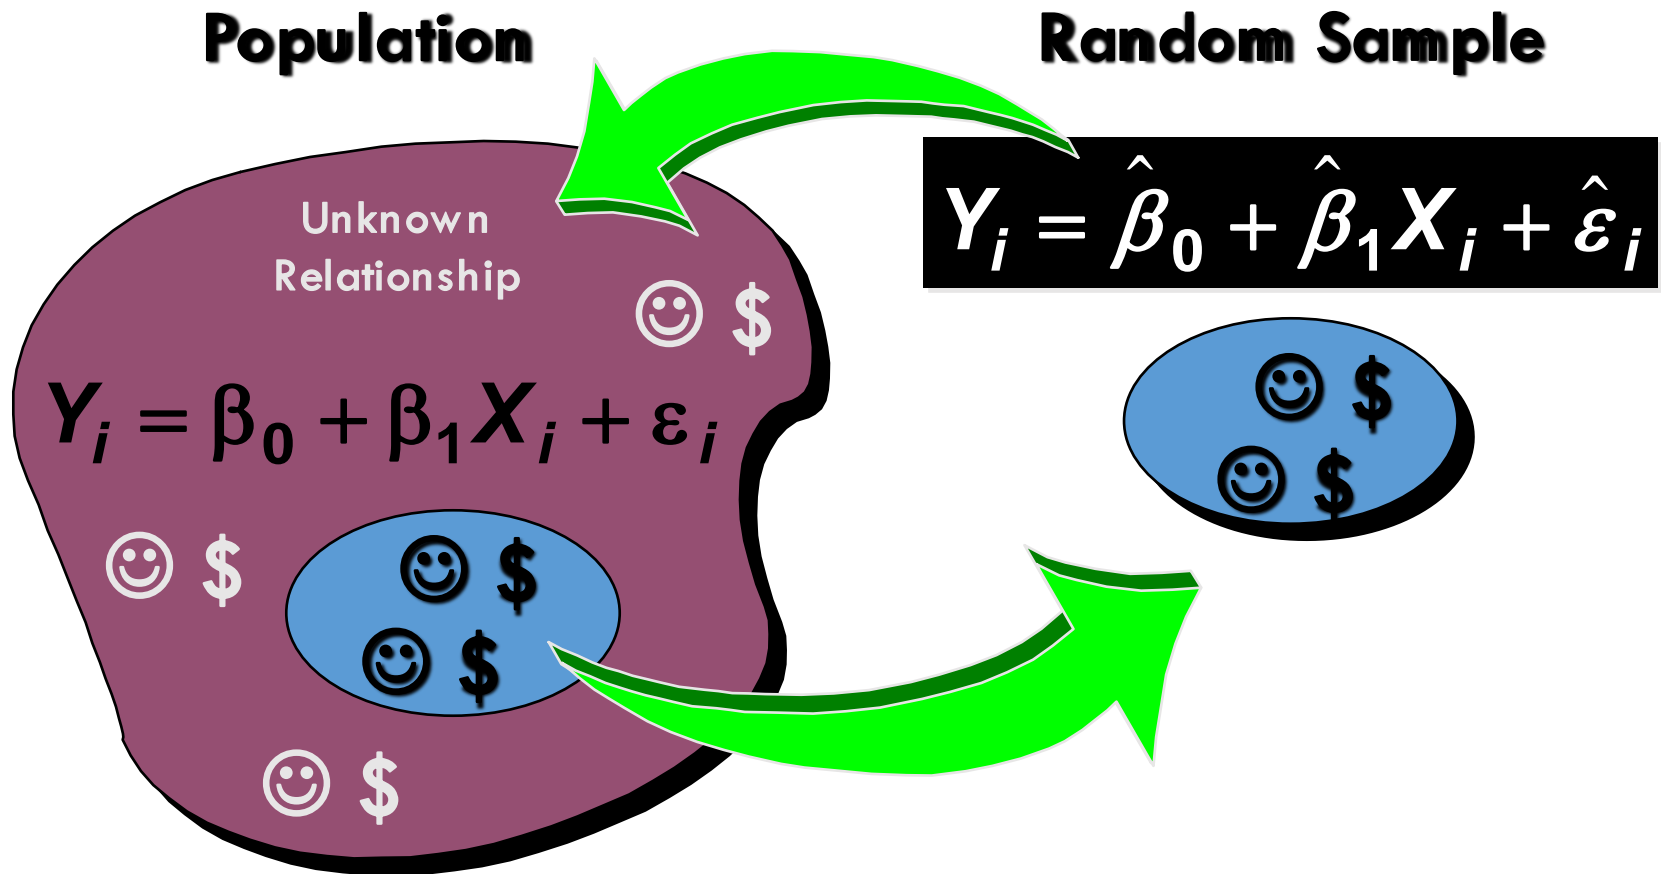 Population
Random Sample
Unknown
Relationship
Yᵢ = β̂₀ + β̂₁Xᵢ + ε̂ᵢ
☺ $
☺ $
Yᵢ = β₀ + β₁Xᵢ + εᵢ
☺ $
☺ $
☺ $
☺ $
☺ $